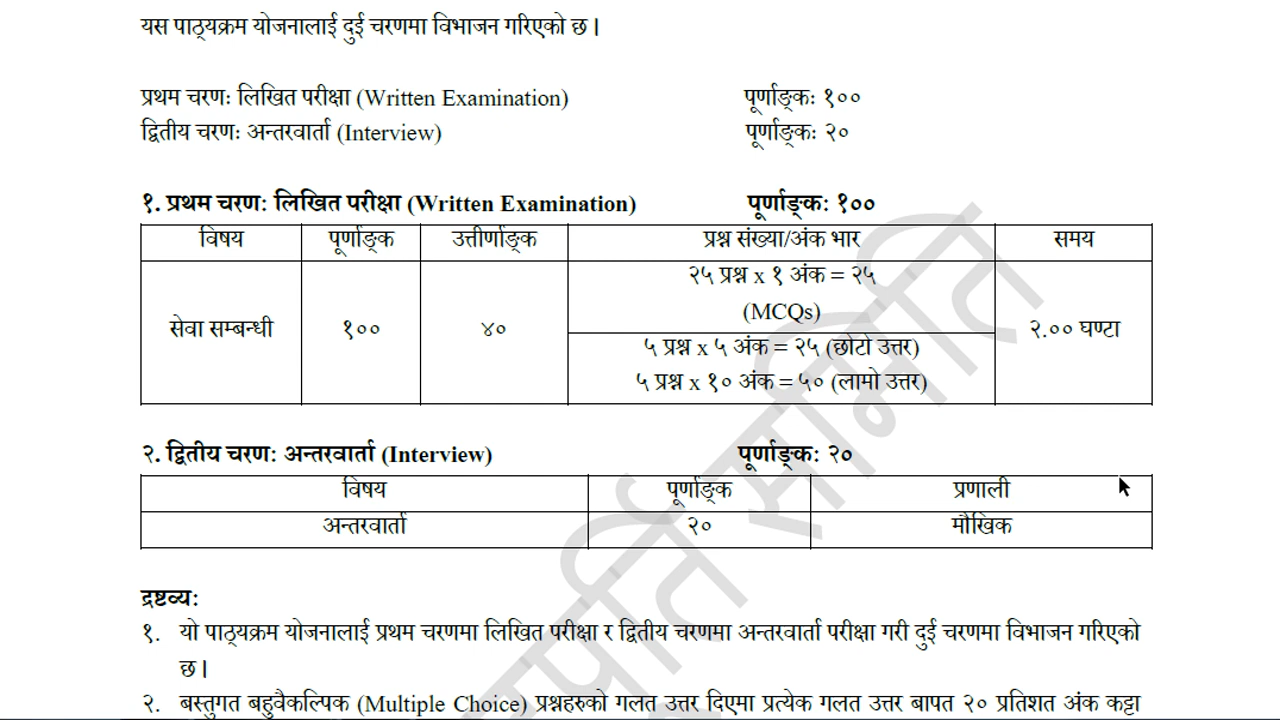 यस पाठ्यक्रम योजनालाई दुई चरणमा विभाजन गरिएको छ।
प्रथम चरणः लिखित परीक्षा (Written Examination) पूर्णाङ्कः १००
द्वितीय चरणः अन्तरवार्ता (Interview) पूर्णाङ्कः २०
१. प्रथम चरणः लिखित परीक्षा (Written Examination) पूर्णाङ्कः १००
विषय पूर्णाङ्क उत्तीर्णाङ्क प्रश्न संख्या/अंक भार समय
२५ प्रश्न x १ अंक = २५
(MCQs)
सेवा सम्बन्धी १०० ४० २.०० घण्टा
५ प्रश्न x ५ अंक = २५ (छोटो उत्तर)
५ प्रश्न x १० अंक = ५० (लामो उत्तर)
२. द्वितीय चरणः अन्तरवार्ता (Interview) पूर्णाङ्कः २०
विषय पूर्णाङ्क प्रणाली
अन्तरवार्ता २० मौखिक
द्रष्टव्यः
१. यो पाठ्यक्रम योजनालाई प्रथम चरणमा लिखित परीक्षा र द्वितीय चरणमा अन्तरवार्ता परीक्षा गरी दुई चरणमा विभाजन गरिएको
छ।
२. बस्तुगत बहुवैकल्पिक (Multiple Choice) प्रश्नहरुको गलत उत्तर दिएमा प्रत्येक गलत उत्तर बापत २० प्रतिशत अंक कट्टा
समिति